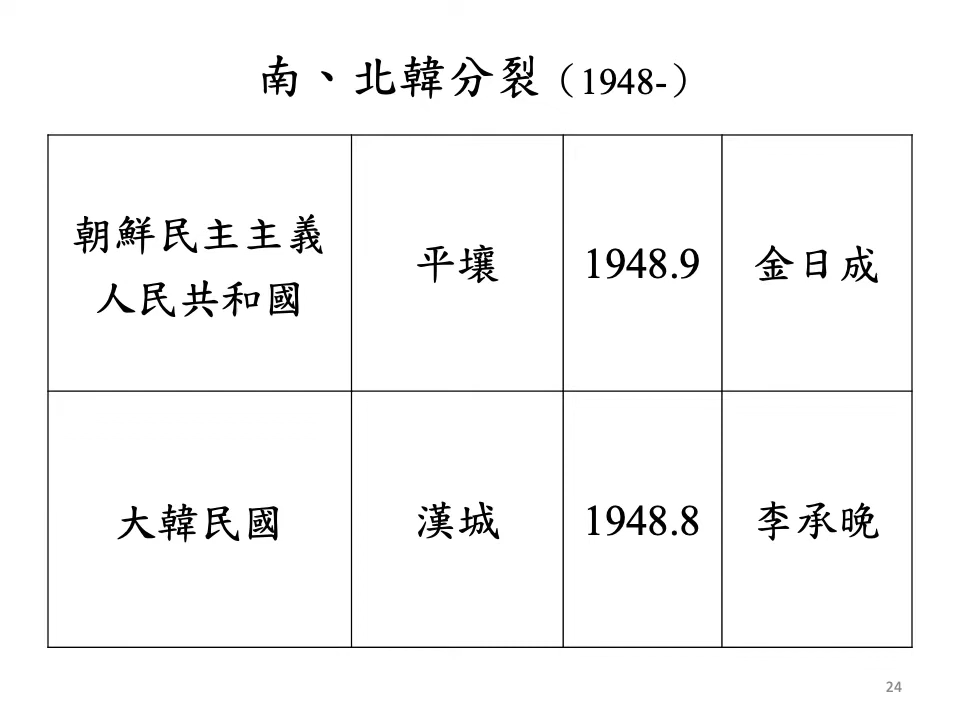 南、北韓分裂（1948-）
朝鮮民主主義
人民共和國
平壤
1948.9
金日成
大韓民國
漢城
1948.8
李承晚
24